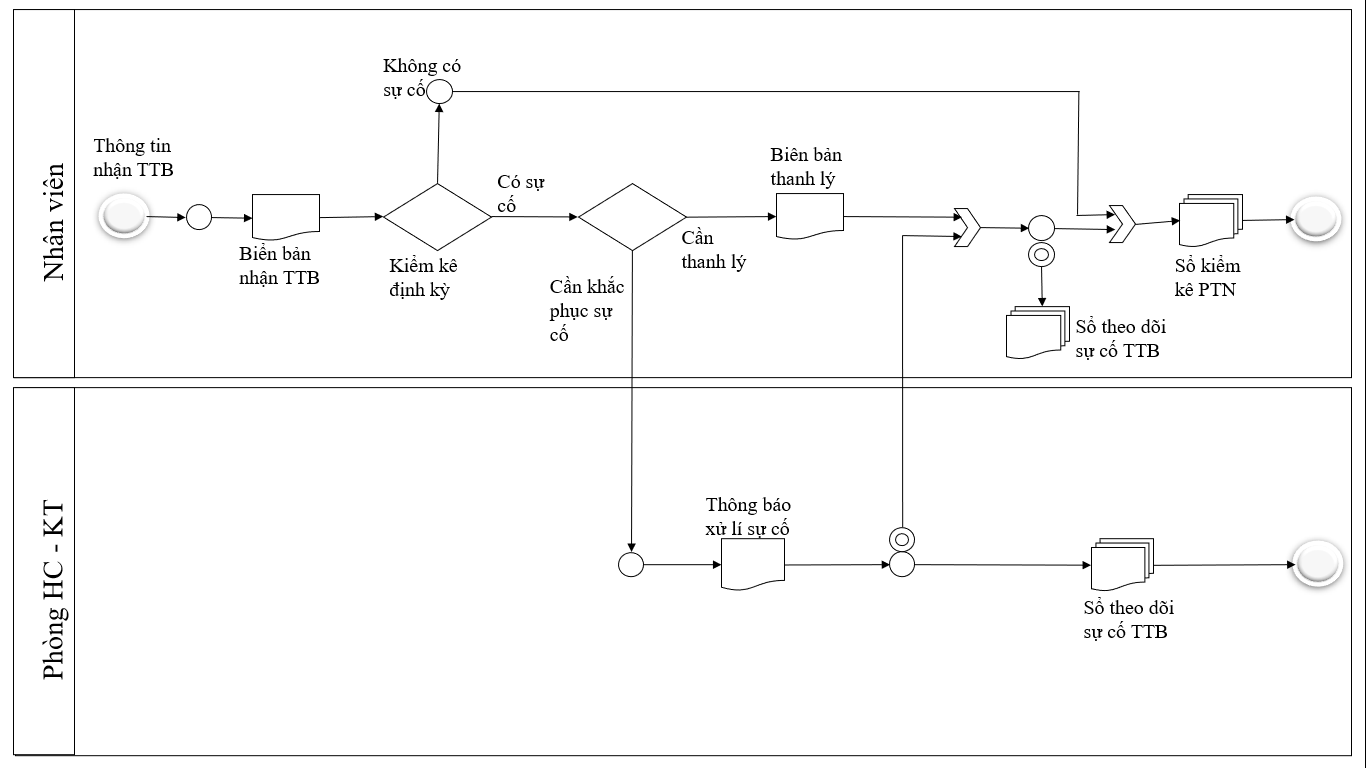 Nhân viên
Thông tin
nhận TTB
Biển bản
nhận TTB
Không có
sự cố
Kiểm kê
định kỳ
Có sự
cố
Cần khắc
phục sự
cố
Cần
thanh lý
Biên bản
thanh lý
Sổ theo dõi
sự cố TTB
Sổ kiểm
kê PTN
Phòng HC - KT
Thông báo
xử lí sự cố
Sổ theo dõi
sự cố TTB